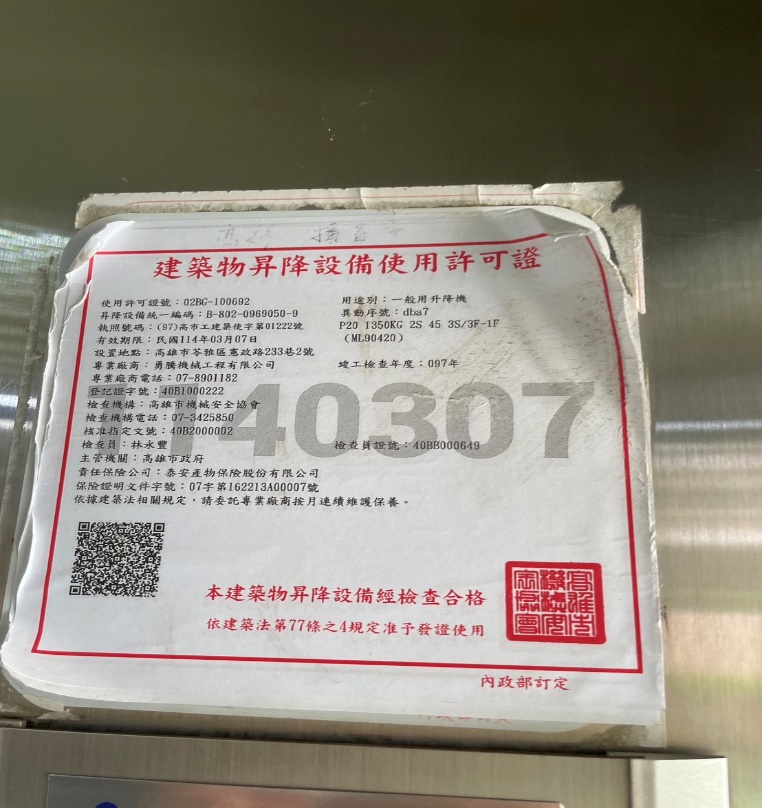 建築物昇降設備使用許可證
使用許可證號：02BG-100692
用途別：一般用升降機
昇降設備統一編碼：B-802-0969050-9
異動序號：dba7
執照號碼：(97)高市工建築使字第01222號
P20 1350KG 2S 45 3S/3F-1F
有效期限：民國114年03月07日
(ML90420)
設置地點：高雄市苓雅區憲政路233巷2號
專業廠商：勇騰機械工程有限公司
竣工檢查年度：097年
專業廠商電話：07-8901182
登記證字號：40B1000222
檢查機構：高雄市機械安全協會
檢查機構電話：07-3425850
40307
核准指定文號：40B2000002
檢查員：林永豐
檢查員證號：40BB000649
主管機關：高雄市政府
責任保險公司：泰安產物保險股份有限公司
保險證明文件字號：07字第162213A00007號
依據建築法相關規定，請委託專業廠商按月連續維護保養。
本建築物昇降設備經檢查合格
依建築法第77條之4規定准予發證使用
內政部訂定